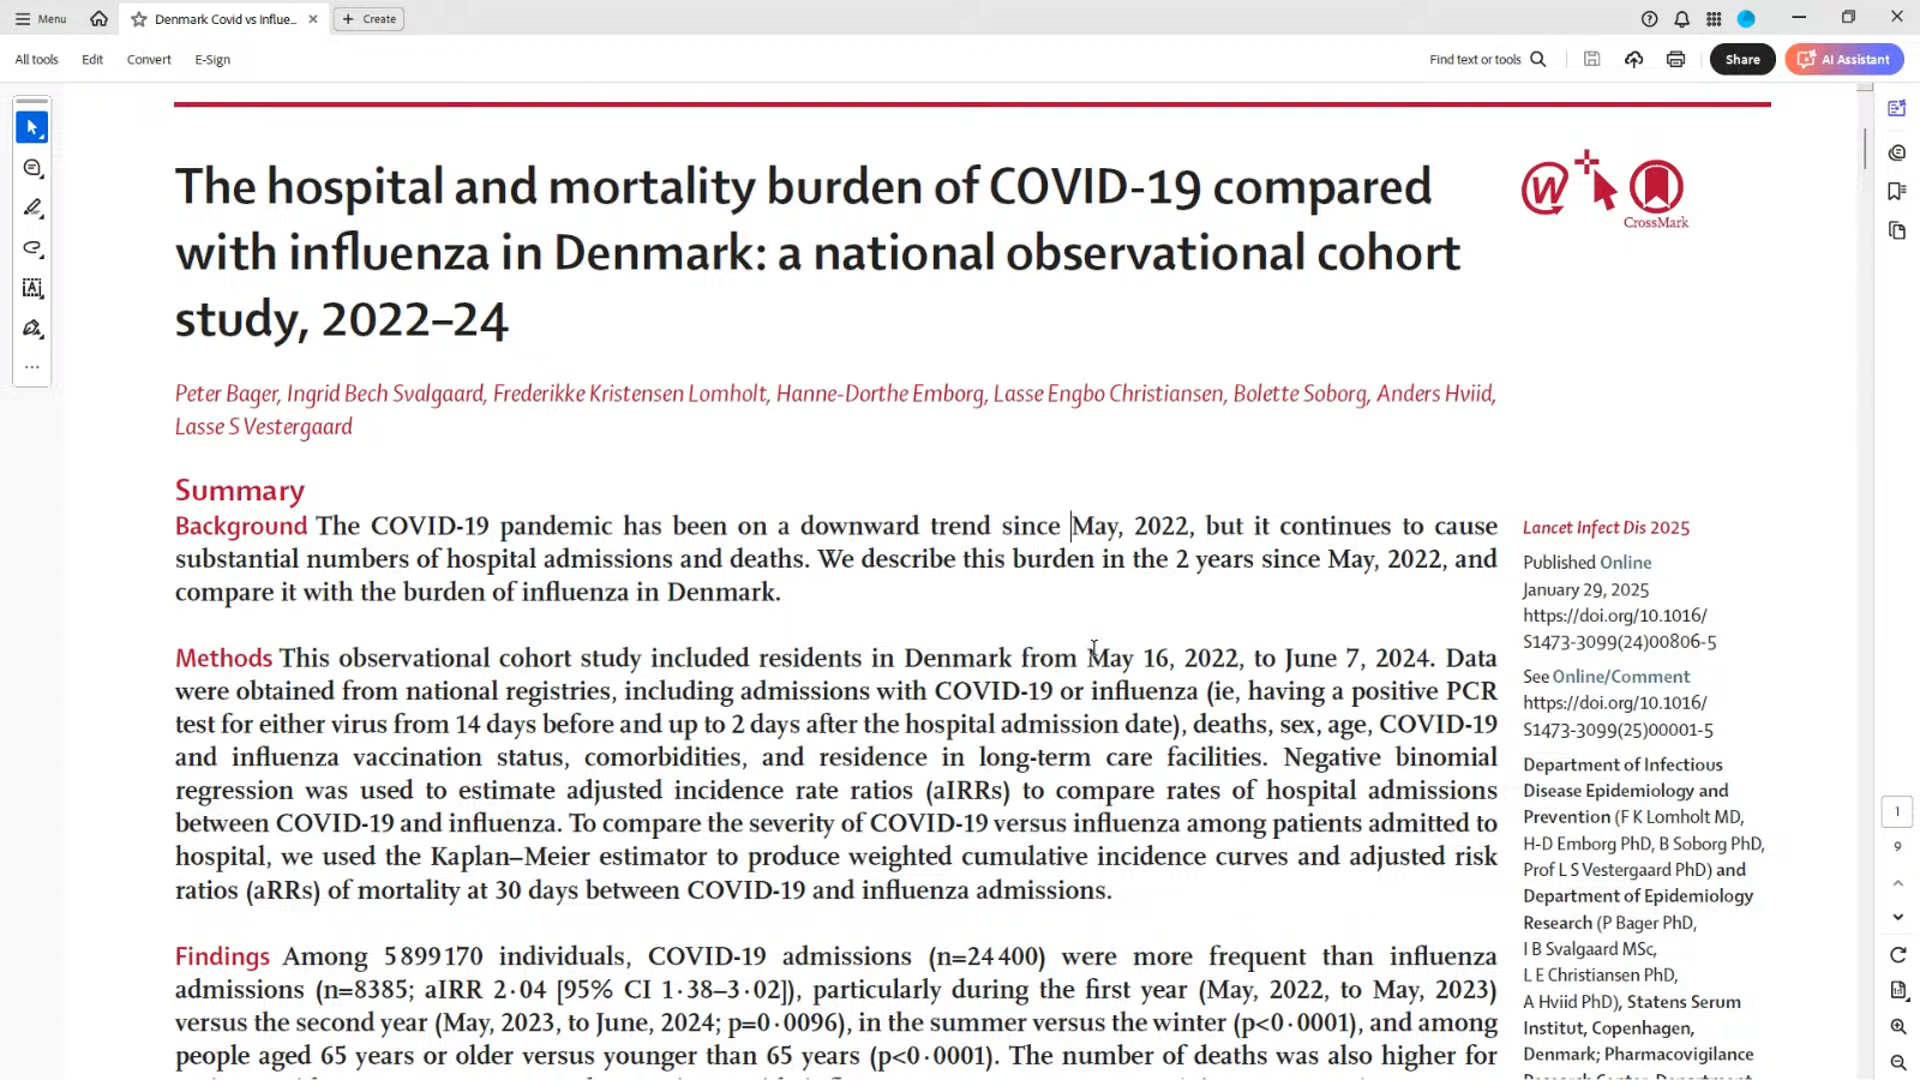 Menu
Denmark Covid vs Influe...
Create
All tools
Edit
Convert
E-Sign
Find text or tools
Share
AI Assistant
The hospital and mortality burden of COVID-19 compared
with influenza in Denmark: a national observational cohort
study, 2022–24
CrossMark
Peter Bager, Ingrid Bech Svalgaard, Frederikke Kristensen Lomholt, Hanne-Dorthe Emborg, Lasse Engbo Christiansen, Bolette Soborg, Anders Hviid,
Lasse S Vestergaard
Summary
Background The COVID-19 pandemic has been on a downward trend since May, 2022, but it continues to cause
substantial numbers of hospital admissions and deaths. We describe this burden in the 2 years since May, 2022, and
compare it with the burden of influenza in Denmark.
Methods This observational cohort study included residents in Denmark from May 16, 2022, to June 7, 2024. Data
were obtained from national registries, including admissions with COVID-19 or influenza (ie, having a positive PCR
test for either virus from 14 days before and up to 2 days after the hospital admission date), deaths, sex, age, COVID-19
and influenza vaccination status, comorbidities, and residence in long-term care facilities. Negative binomial
regression was used to estimate adjusted incidence rate ratios (aIRRs) to compare rates of hospital admissions
between COVID-19 and influenza. To compare the severity of COVID-19 versus influenza among patients admitted to
hospital, we used the Kaplan–Meier estimator to produce weighted cumulative incidence curves and adjusted risk
ratios (aRRs) of mortality at 30 days between COVID-19 and influenza admissions.
Findings Among 5 899 170 individuals, COVID-19 admissions (n=24 400) were more frequent than influenza
admissions (n=8385; aIRR 2·04 [95% CI 1·38–3·02]), particularly during the first year (May, 2022, to May, 2023)
versus the second year (May, 2023, to June, 2024; p=0·0096), in the summer versus the winter (p<0·0001), and among
people aged 65 years or older versus younger than 65 years (p<0·0001). The number of deaths was also higher for
Lancet Infect Dis 2025
Published Online
January 29, 2025
https://doi.org/10.1016/
S1473-3099(24)00806-5
See Online/Comment
https://doi.org/10.1016/
S1473-3099(25)00001-5
Department of Infectious
Disease Epidemiology and
Prevention (F K Lomholt MD,
H-D Emborg PhD, B Soborg PhD,
Prof L S Vestergaard PhD) and
Department of Epidemiology
Research (P Bager PhD,
I B Svalgaard MSc,
L E Christiansen PhD,
A Hviid PhD), Statens Serum
Institut, Copenhagen,
Denmark; Pharmacovigilance
1
9